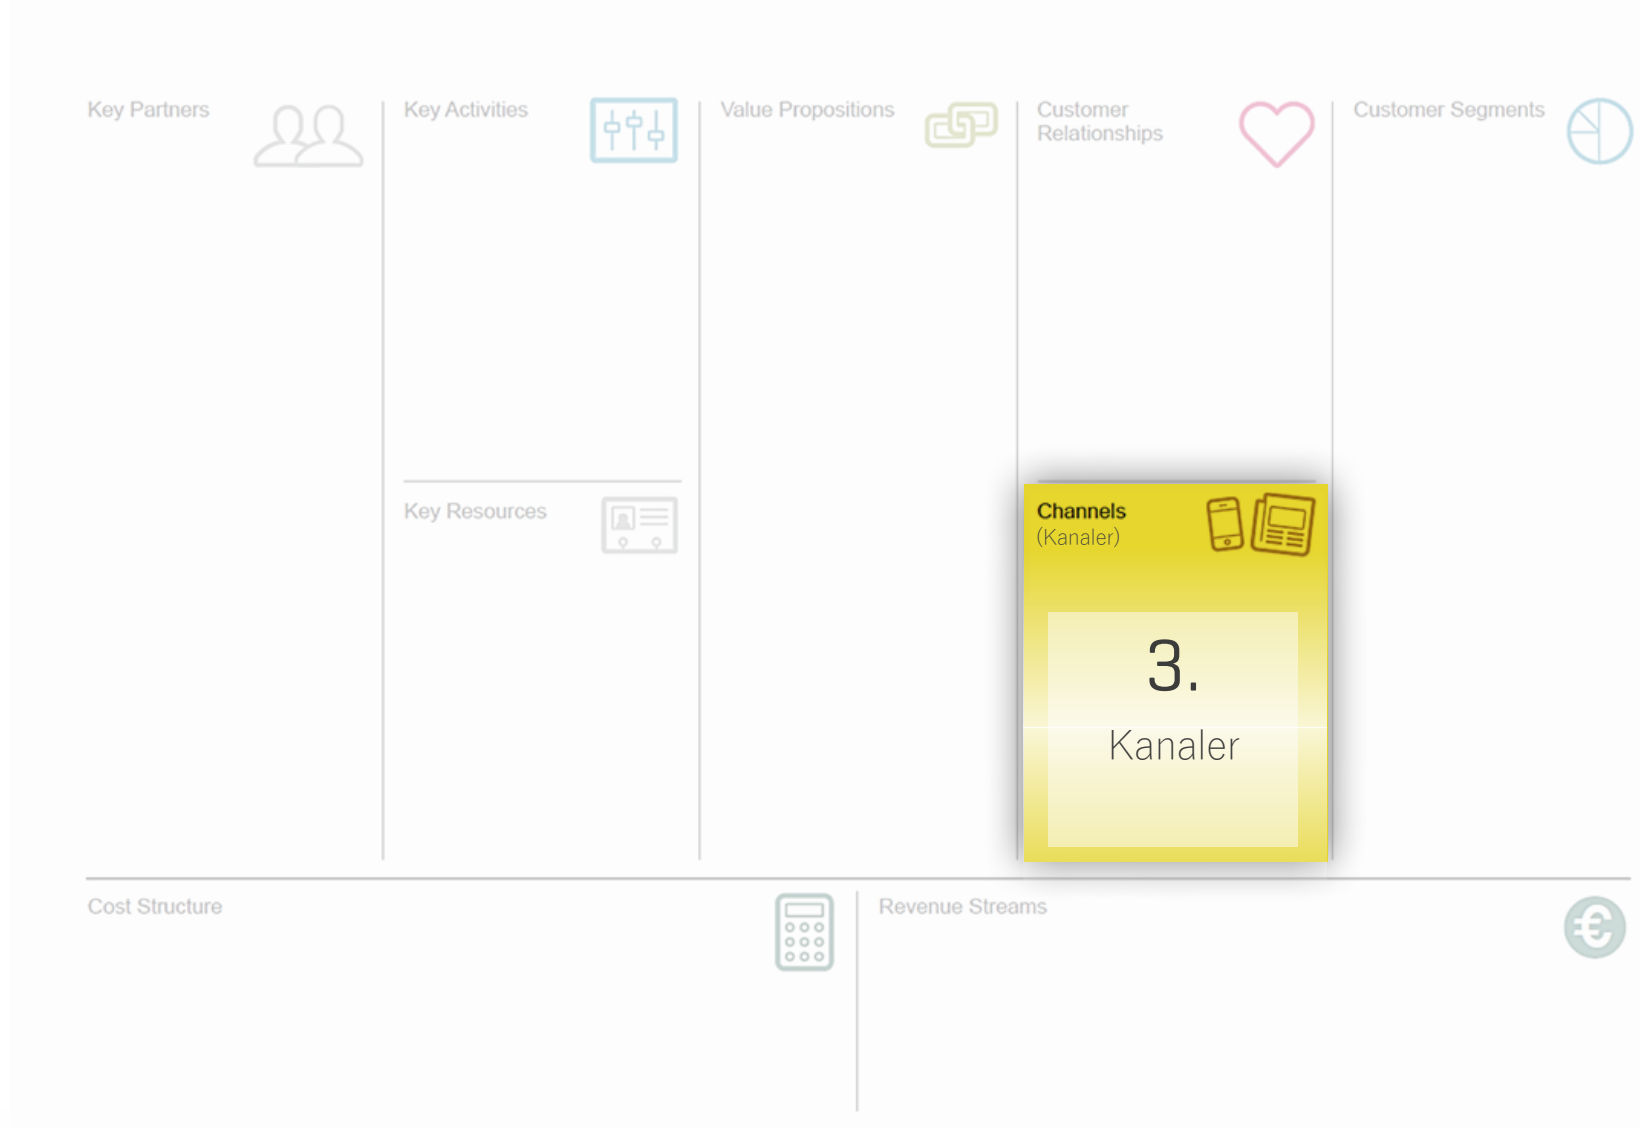 Key Partners
Key Activities
Value Propositions
Customer
Relationships
Customer Segments
Key Resources
Channels
(Kanaler)
3.
Kanaler
Cost Structure
Revenue Streams
€